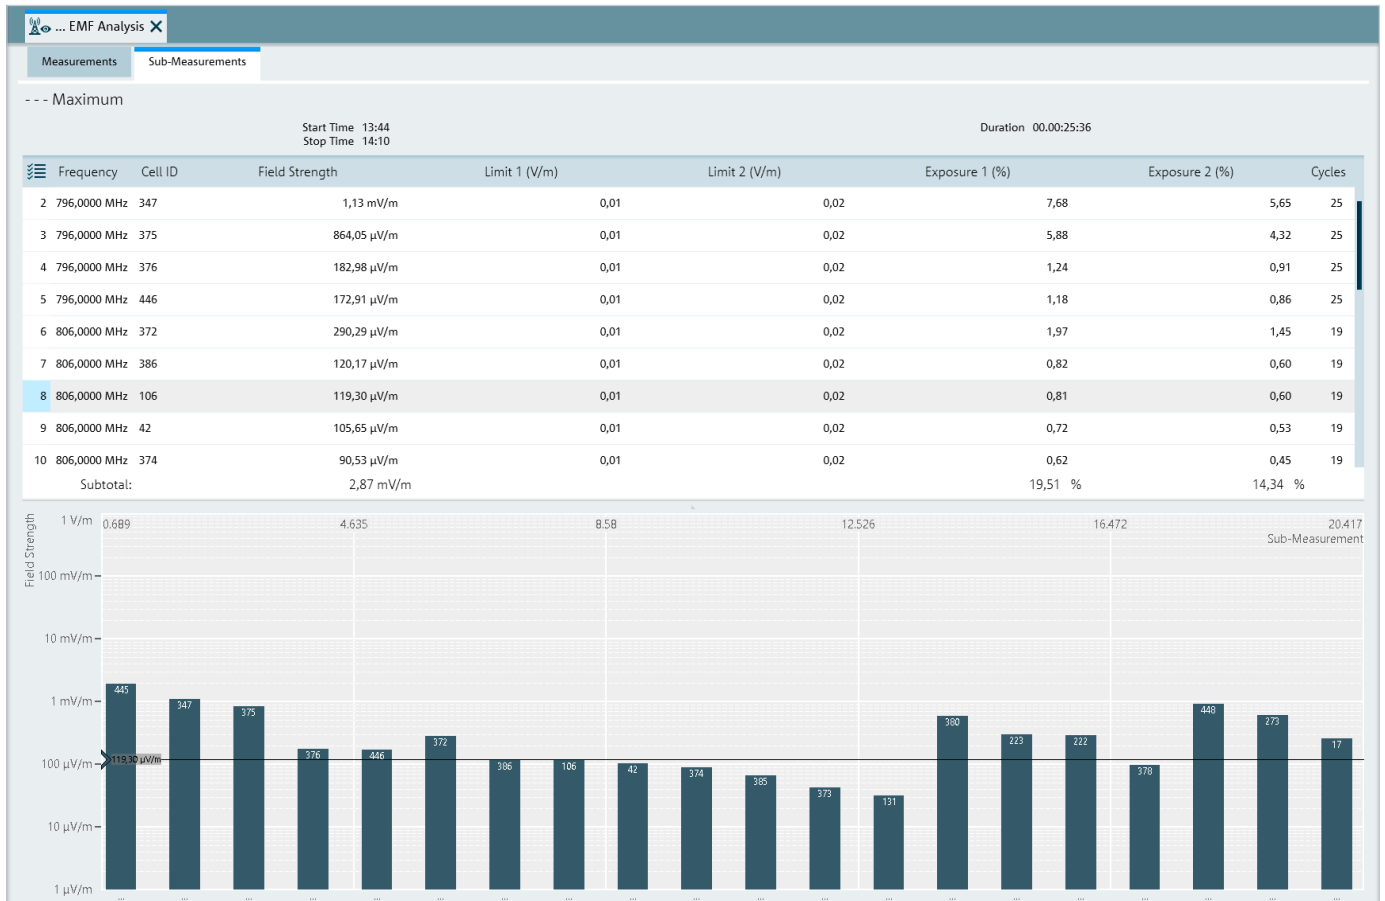 ... EMF Analysis
Measurements Sub-Measurements
- - - Maximum
Start Time 13:44
Stop Time 14:10
Duration 00.00:25:36
Frequency Cell ID Field Strength Limit 1 (V/m) Limit 2 (V/m) Exposure 1 (%) Exposure 2 (%) Cycles
2 796,0000 MHz 347 1,13 mV/m 0,01 0,02 7,68 5,65 25
3 796,0000 MHz 375 864,05 µV/m 0,01 0,02 5,88 4,32 25
4 796,0000 MHz 376 182,98 µV/m 0,01 0,02 1,24 0,91 25
5 796,0000 MHz 446 172,91 µV/m 0,01 0,02 1,18 0,86 25
6 806,0000 MHz 372 290,29 µV/m 0,01 0,02 1,97 1,45 19
7 806,0000 MHz 386 120,17 µV/m 0,01 0,02 0,82 0,60 19
8 806,0000 MHz 106 119,30 µV/m 0,01 0,02 0,81 0,60 19
9 806,0000 MHz 42 105,65 µV/m 0,01 0,02 0,72 0,53 19
10 806,0000 MHz 374 90,53 µV/m 0,01 0,02 0,62 0,45 19
Subtotal: 2,87 mV/m 19,51 % 14,34 %
Field Strength
1 V/m 0.689 4.635 8.58 12.526 16.472 20.417
Sub-Measurement
100 mV/m
10 mV/m
1 mV/m
100 µV/m
10 µV/m
1 µV/m
119,30 µV/m
445 347 375 376 446 372 386 106 42 374 385 373 131 380 223 222 378 448 273 17
... ... ... ... ... ... ... ... ... ... ... ... ... ... ... ... ... ... ... ...